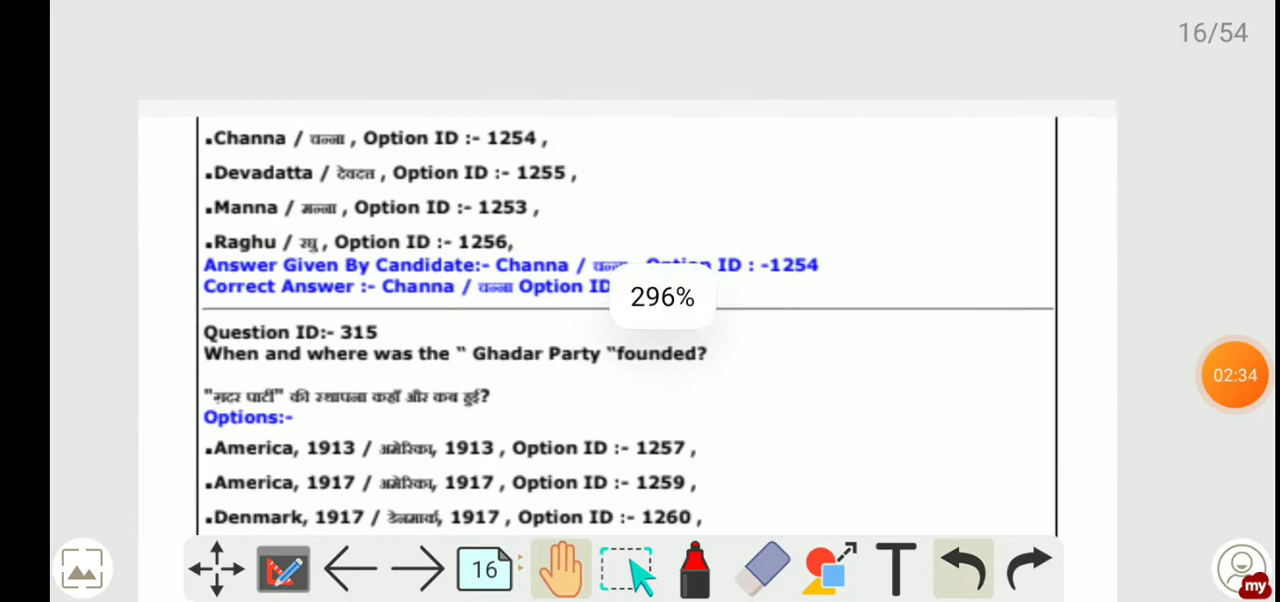 16/54
.Channa / चन्ना , Option ID :- 1254 ,
.Devadatta / देवदत्त , Option ID :- 1255 ,
.Manna / मन्ना , Option ID :- 1253 ,
.Raghu / रघु , Option ID :- 1256,
Answer Given By Candidate:- Channa / ID : -1254
Correct Answer :- Channa / चन्ना Option ID
296%
Question ID:- 315
When and where was the “ Ghadar Party “founded?
02:34
"ग़दर पार्टी" की स्थापना कहाँ और कब हुई?
Options:-
.America, 1913 / अमेरिका, 1913 , Option ID :- 1257 ,
.America, 1917 / अमेरिका, 1917 , Option ID :- 1259 ,
.Denmark, 1917 / डेनमार्क, 1917 , Option ID :- 1260 ,
16
T
my